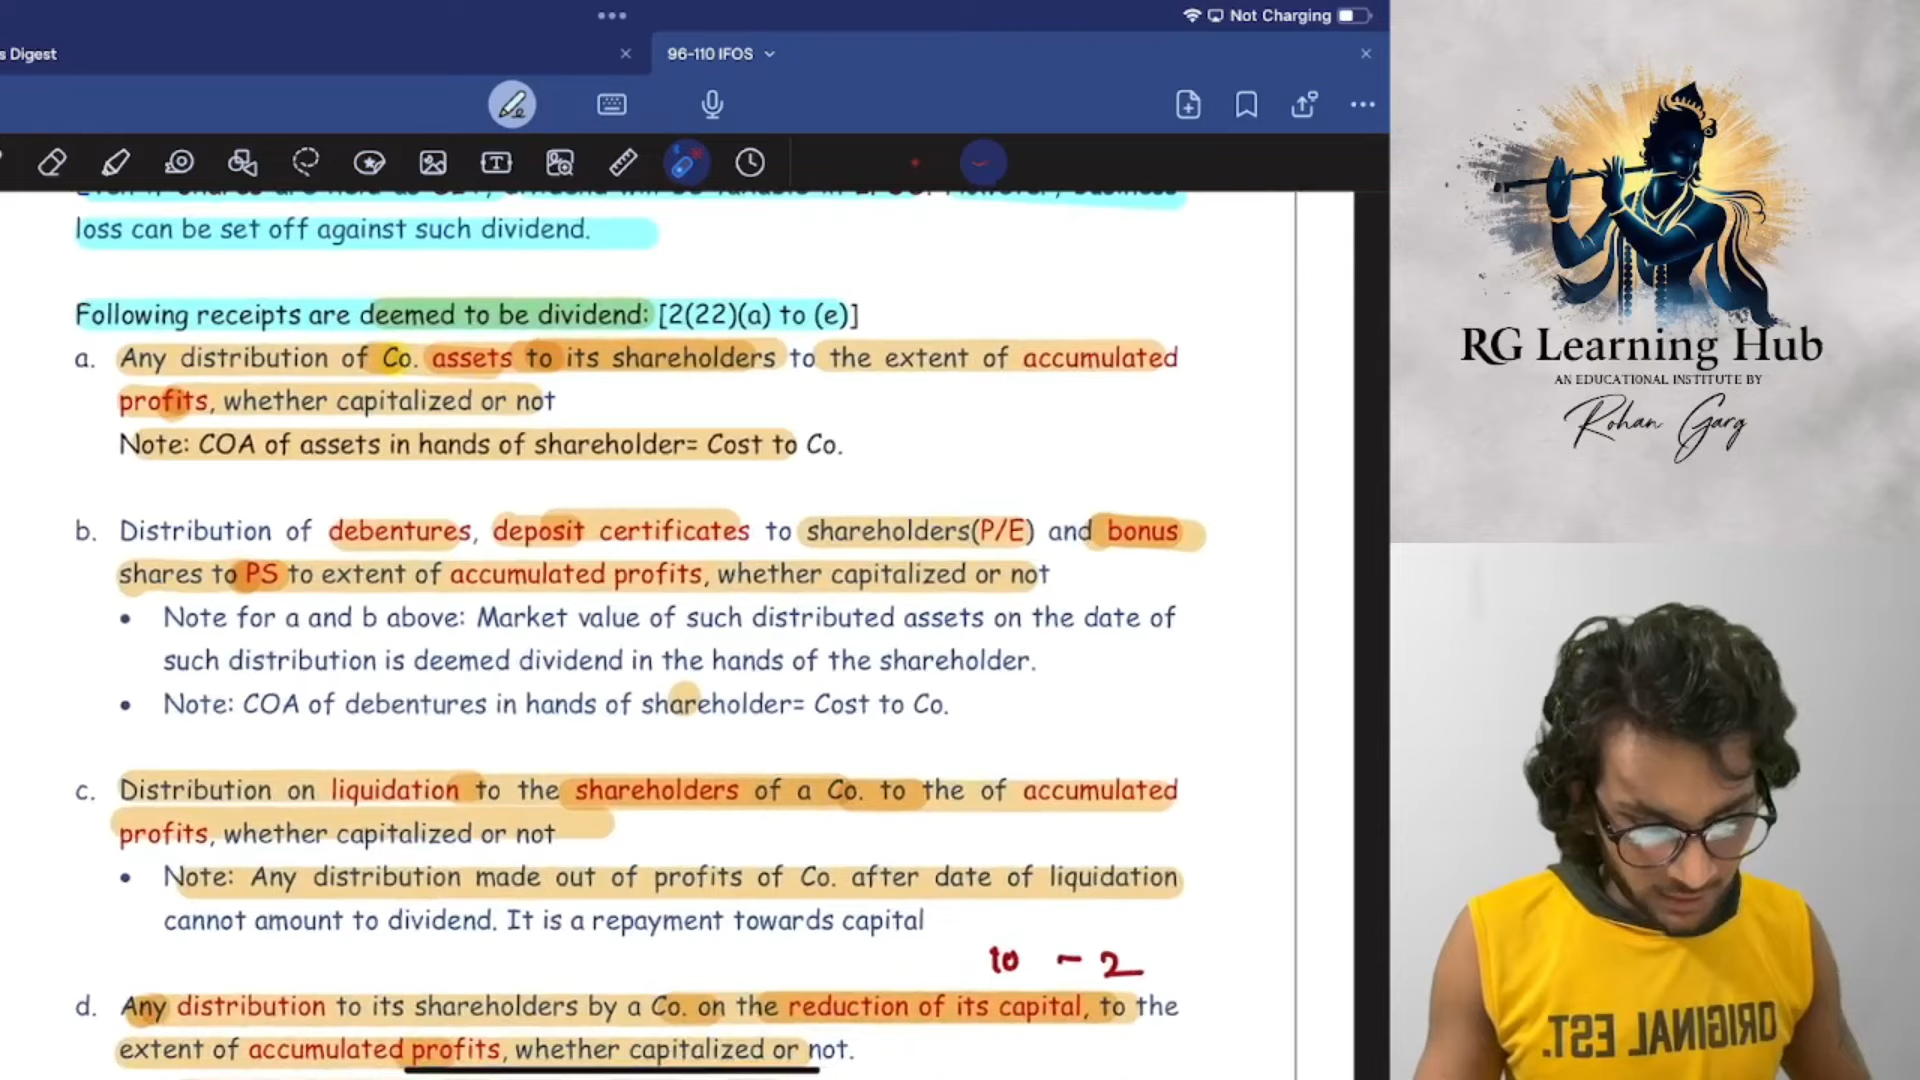 Not Charging
s Digest
96-110 IFOS
loss can be set off against such dividend.
Following receipts are deemed to be dividend: [2(22)(a) to (e)]
a. Any distribution of Co. assets to its shareholders to the extent of accumulated
profits, whether capitalized or not
Note: COA of assets in hands of shareholder= Cost to Co.
b. Distribution of debentures, deposit certificates to shareholders(P/E) and bonus
shares to PS to extent of accumulated profits, whether capitalized or not
• Note for a and b above: Market value of such distributed assets on the date of
such distribution is deemed dividend in the hands of the shareholder.
• Note: COA of debentures in hands of shareholder= Cost to Co.
c. Distribution on liquidation to the shareholders of a Co. to the of accumulated
profits, whether capitalized or not
• Note: Any distribution made out of profits of Co. after date of liquidation
cannot amount to dividend. It is a repayment towards capital
10 - 2
d. Any distribution to its shareholders by a Co. on the reduction of its capital, to the
extent of accumulated profits, whether capitalized or not.
RG Learning Hub
AN EDUCATIONAL INSTITUTE BY
Rohan Garg
ORIGINAL EST.